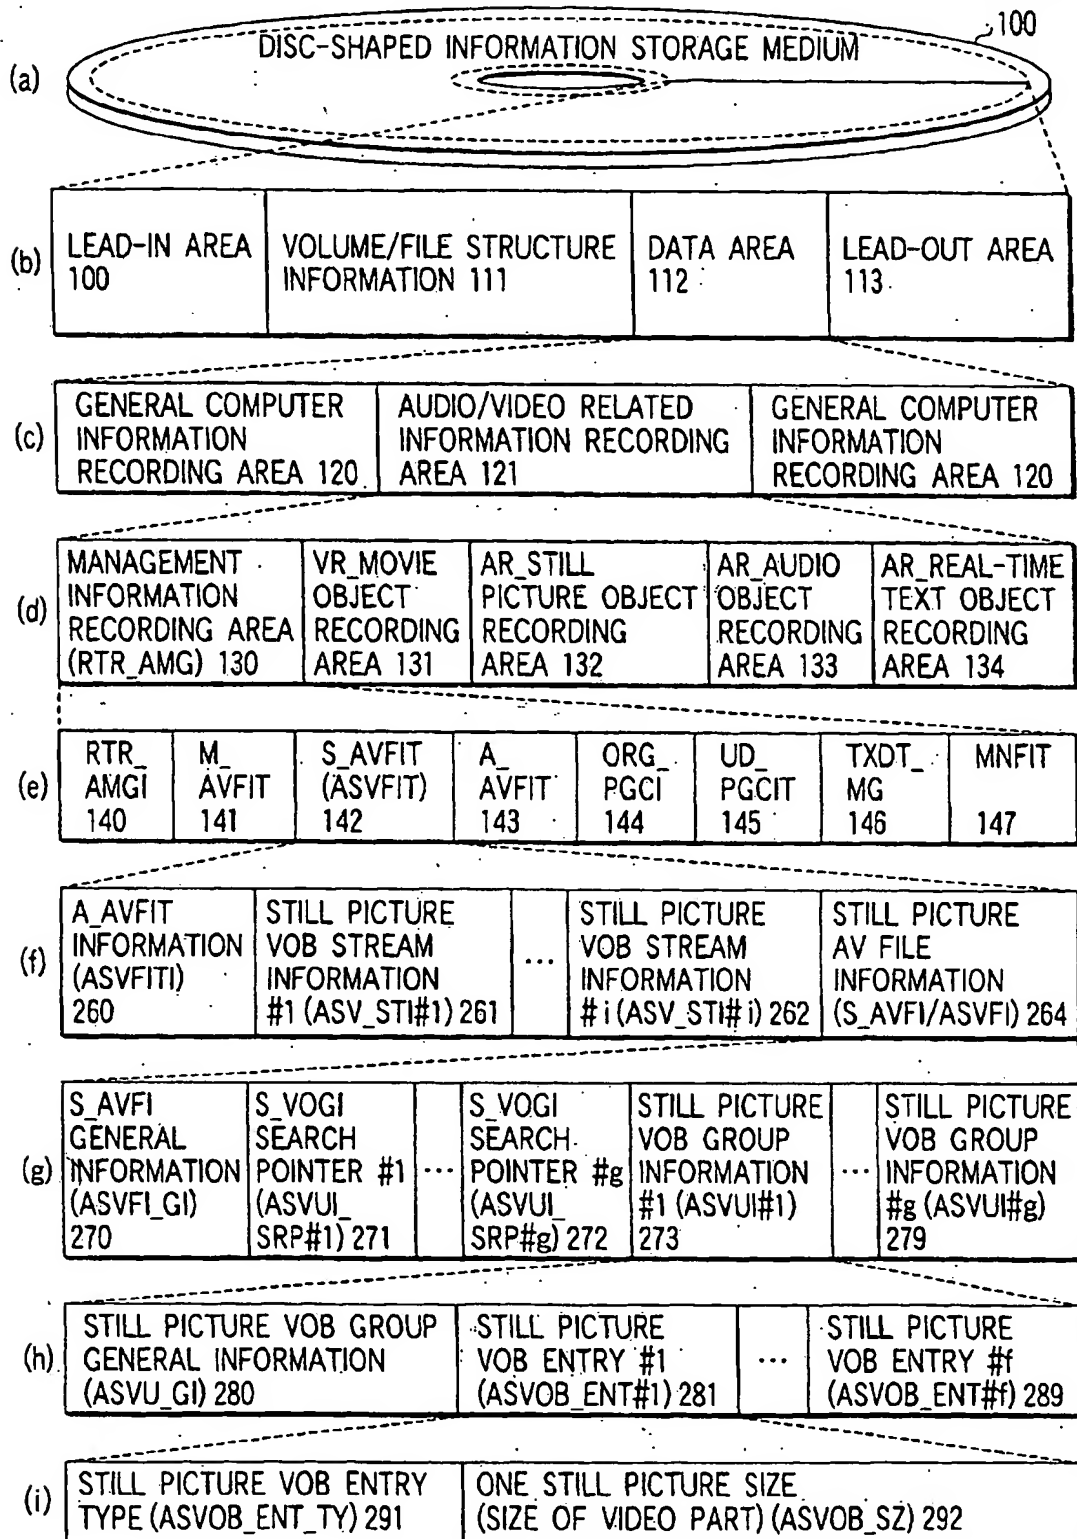 100
DISC-SHAPED INFORMATION STORAGE MEDIUM
(a)
(b)
LEAD-IN AREA
100
VOLUME/FILE STRUCTURE
INFORMATION 111
DATA AREA
112
LEAD-OUT AREA
113
(c)
GENERAL COMPUTER
INFORMATION
RECORDING AREA 120
AUDIO/VIDEO RELATED
INFORMATION RECORDING
AREA 121
GENERAL COMPUTER
INFORMATION
RECORDING AREA 120
(d)
MANAGEMENT
INFORMATION
RECORDING AREA
(RTR_AMG) 130
VR_MOVIE
OBJECT
RECORDING
AREA 131
AR_STILL
PICTURE OBJECT
RECORDING
AREA 132
AR_AUDIO
OBJECT
RECORDING
AREA 133
AR_REAL-TIME
TEXT OBJECT
RECORDING
AREA 134
(e)
RTR_
AMGI
140
M_
AVFIT
141
S_AVFIT
(ASVFIT)
142
A_
AVFIT
143
ORG_
PGCI
144
UD_
PGCIT
145
TXDT_
MG
146
MNFIT
147
(f)
A_AVFIT
INFORMATION
(ASVFITI)
260
STILL PICTURE
VOB STREAM
INFORMATION
#1 (ASV_STI#1) 261
...
STILL PICTURE
VOB STREAM
INFORMATION
#i (ASV_STI#i) 262
STILL PICTURE
AV FILE
INFORMATION
(S_AVFI/ASVFI) 264
(g)
S_AVFI
GENERAL
INFORMATION
(ASVFI_GI)
270
S_VOGI
SEARCH
POINTER #1
(ASVUI_
SRP#1) 271
...
S_VOGI
SEARCH
POINTER #g
(ASVUI_
SRP#g) 272
STILL PICTURE
VOB GROUP
INFORMATION
#1 (ASVUI#1)
273
...
STILL PICTURE
VOB GROUP
INFORMATION
#g (ASVUI#g)
279
(h)
STILL PICTURE VOB GROUP
GENERAL INFORMATION
(ASVU_GI) 280
STILL PICTURE
VOB ENTRY #1
(ASVOB_ENT#1) 281
...
STILL PICTURE
VOB ENTRY #f
(ASVOB_ENT#f) 289
(i)
STILL PICTURE VOB ENTRY
TYPE (ASVOB_ENT_TY) 291
ONE STILL PICTURE SIZE
(SIZE OF VIDEO PART) (ASVOB_SZ) 292